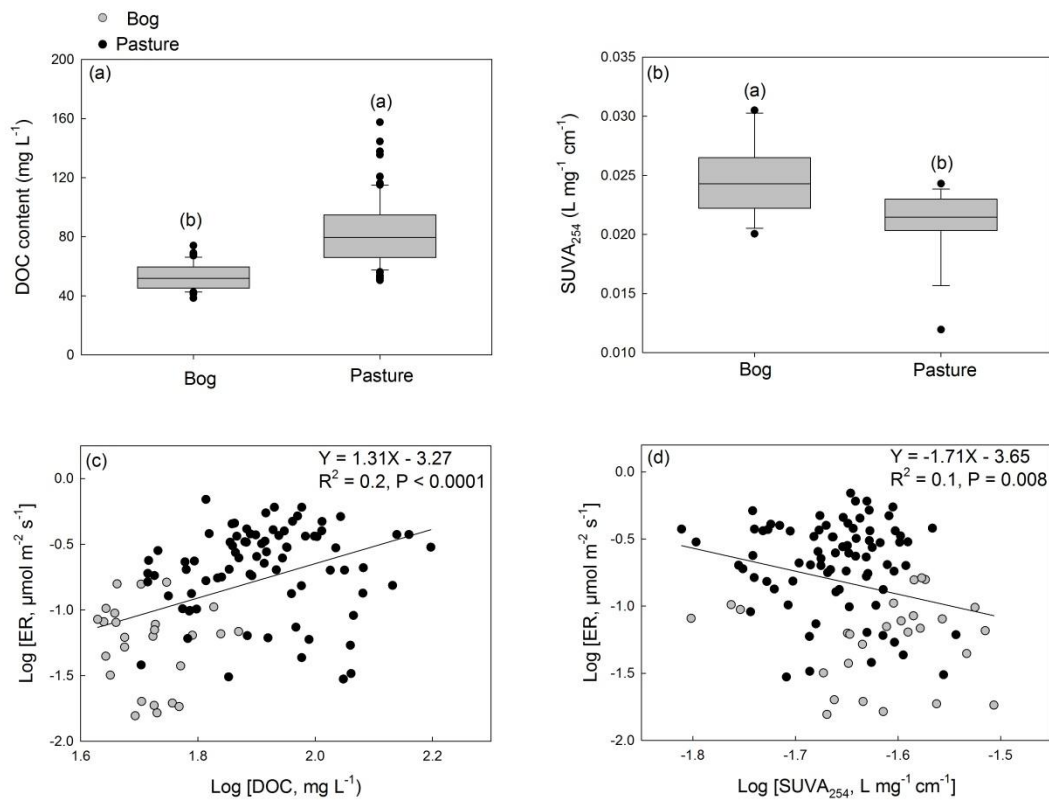 Bog
Pasture
(a)
200
160
120
80
40
0
DOC content (mg L⁻¹)
(b)
(a)
Bog
Pasture
(b)
0.035
0.030
0.025
0.020
0.015
0.010
SUVA₂₅₄ (L mg⁻¹ cm⁻¹)
(a)
(b)
Bog
Pasture
(c)
Y = 1.31X - 3.27
R² = 0.2, P < 0.0001
0.0
-0.5
-1.0
-1.5
-2.0
Log [ER, μmol m⁻² s⁻¹)
1.6
1.8
2.0
2.2
Log [DOC, mg L⁻¹)
(d)
Y = -1.71X - 3.65
R² = 0.1, P = 0.008
0.0
-0.5
-1.0
-1.5
-2.0
Log [ER, μmol m⁻² s⁻¹]
-1.8
-1.7
-1.6
-1.5
Log [SUVA₂₅₄, L mg⁻¹ cm⁻¹]